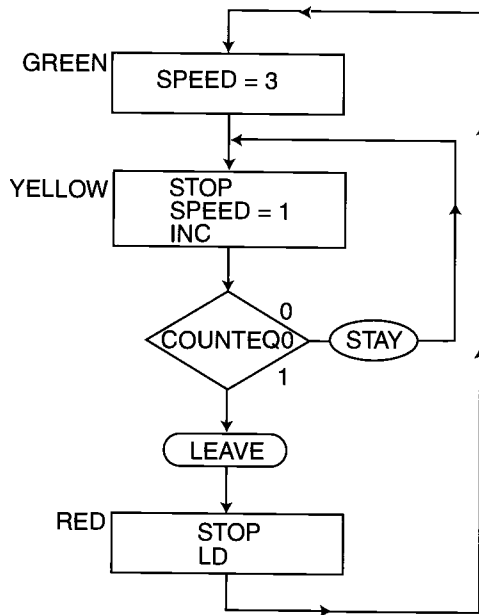 GREEN
SPEED = 3
YELLOW
STOP
SPEED = 1
INC
0
COUNTEQ0
STAY
1
LEAVE
RED
STOP
LD